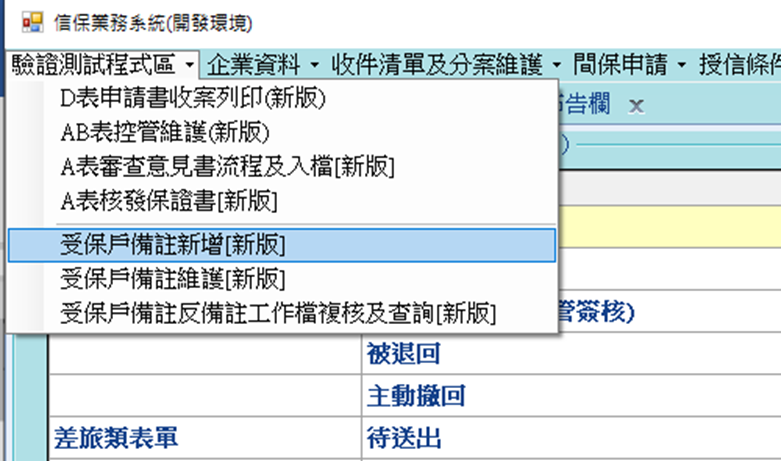 信保業務系統(開發環境)
驗證測試程式區 企業資料 收件清單及分案維護 間保申請 授信條件
D表申請書收案列印(新版) 告欄 x
AB表控管維護(新版) )
A表審查意見書流程及入檔[新版]
A表核發保證書[新版]
受保戶備註新增[新版]
受保戶備註維護[新版]
受保戶備註反備註工作檔複核及查詢[新版] 管簽核)
被退回
主動撤回
差旅類表單 待送出